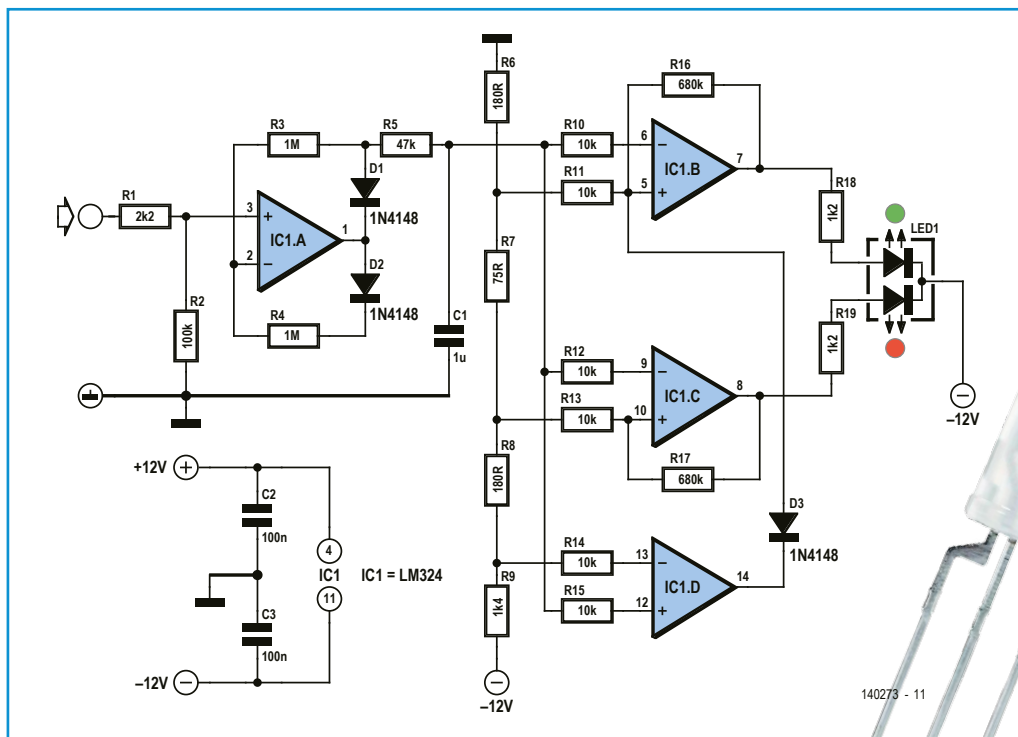 R6
180R
R16
680k
R3
1M
R5
47k
R10
10k
6
−
IC1.B
7
D1
1N4148
R11
10k
5
+
R18
1k2
LED1
R1
2k2
3
+
IC1.A
1
2
−
R7
75R
D2
1N4148
R2
100k
R4
1M
C1
1u
R19
1k2
R12
10k
9
−
IC1.C
8
R13
10k
10
+
−12V
R17
680k
R8
180R
+12V
C2
100n
D3
1N4148
4
IC1
11
IC1 = LM324
R14
10k
13
−
IC1.D
14
R9
1k4
R15
10k
12
+
C3
100n
−12V
−12V
140273 - 11